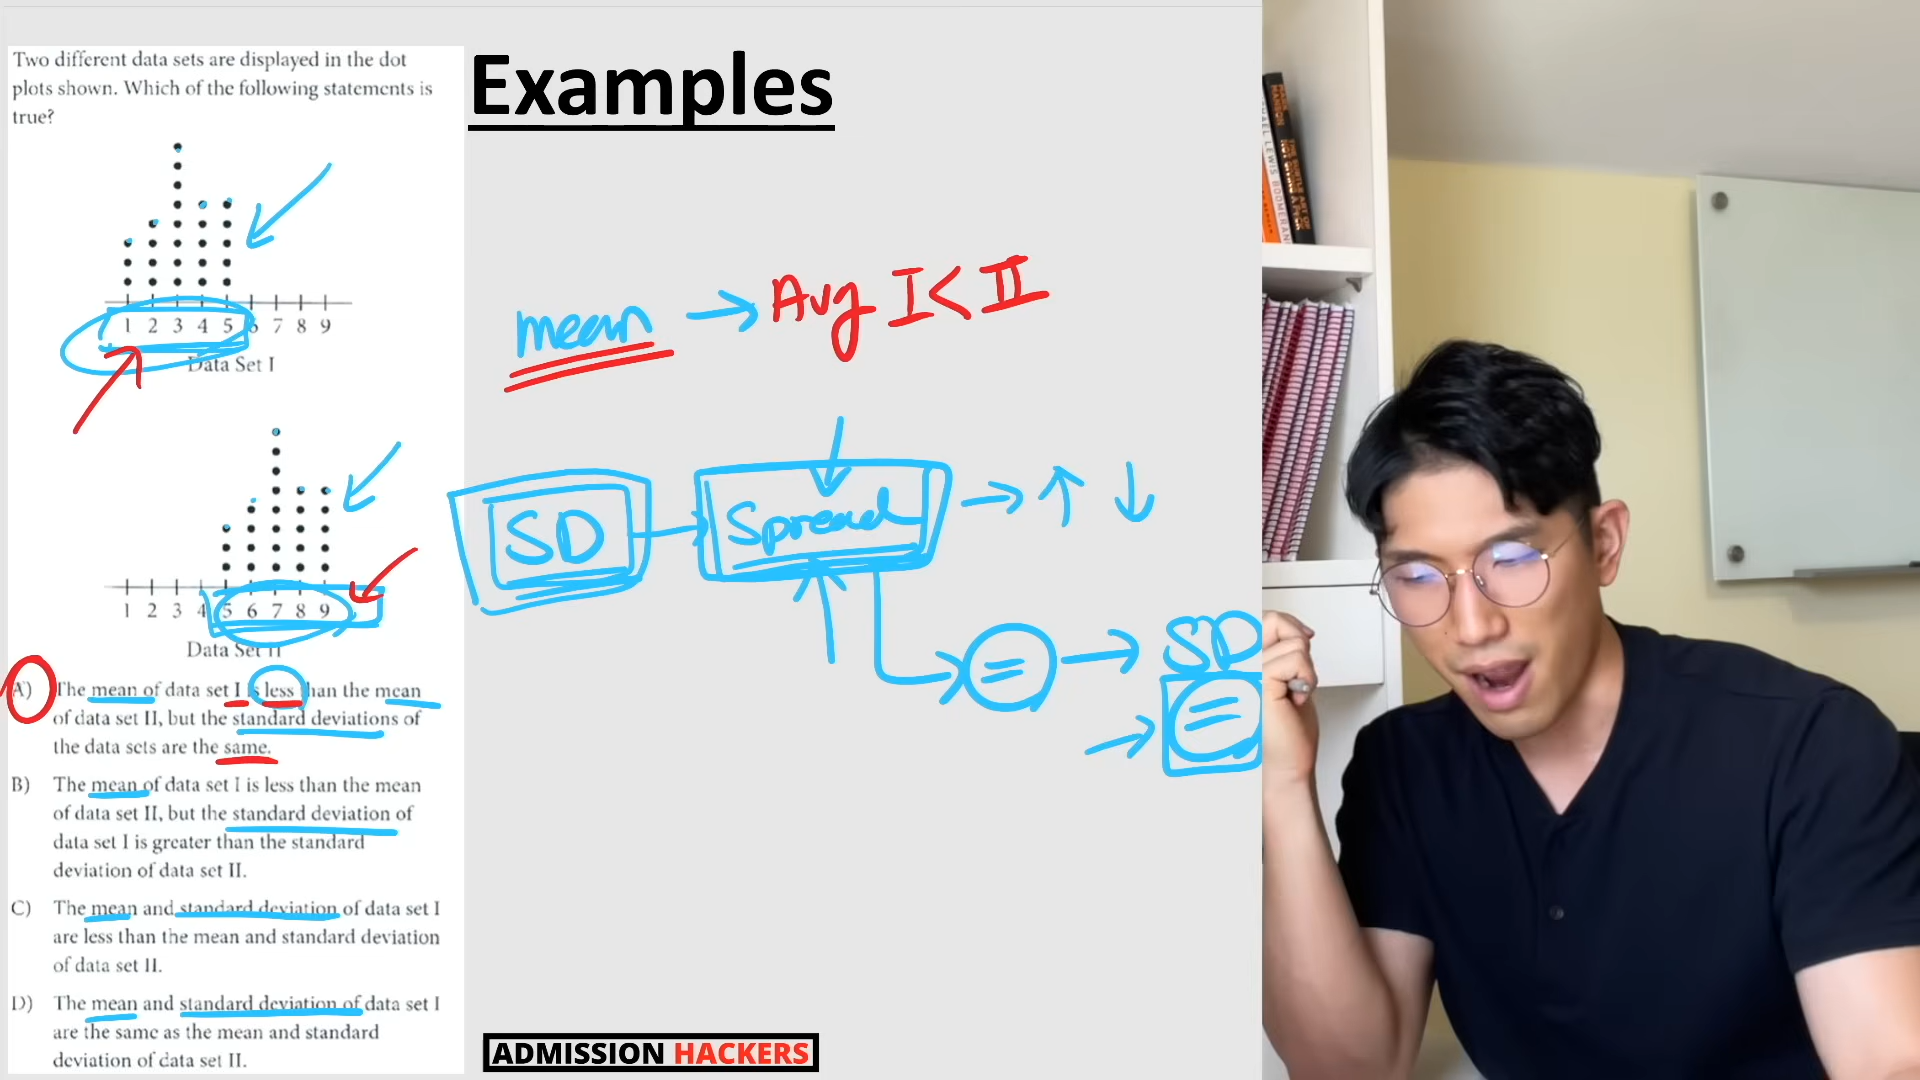 Two different data sets are displayed in the dot
plots shown. Which of the following statements is
true?
1 2 3 4 5 6 7 8 9
Data Set I
1 2 3 4 5 6 7 8 9
Data Set II
A) The mean of data set I is less than the mean
of data set II, but the standard deviations of
the data sets are the same.
B) The mean of data set I is less than the mean
of data set II, but the standard deviation of
data set I is greater than the standard
deviation of data set II.
C) The mean and standard deviation of data set I
are less than the mean and standard deviation
of data set II.
D) The mean and standard deviation of data set I
are the same as the mean and standard
deviation of data set II.
Examples
mean → Avg I < II
SD → Spread → ↑ ↓
= → SD
=
ADMISSION HACKERS